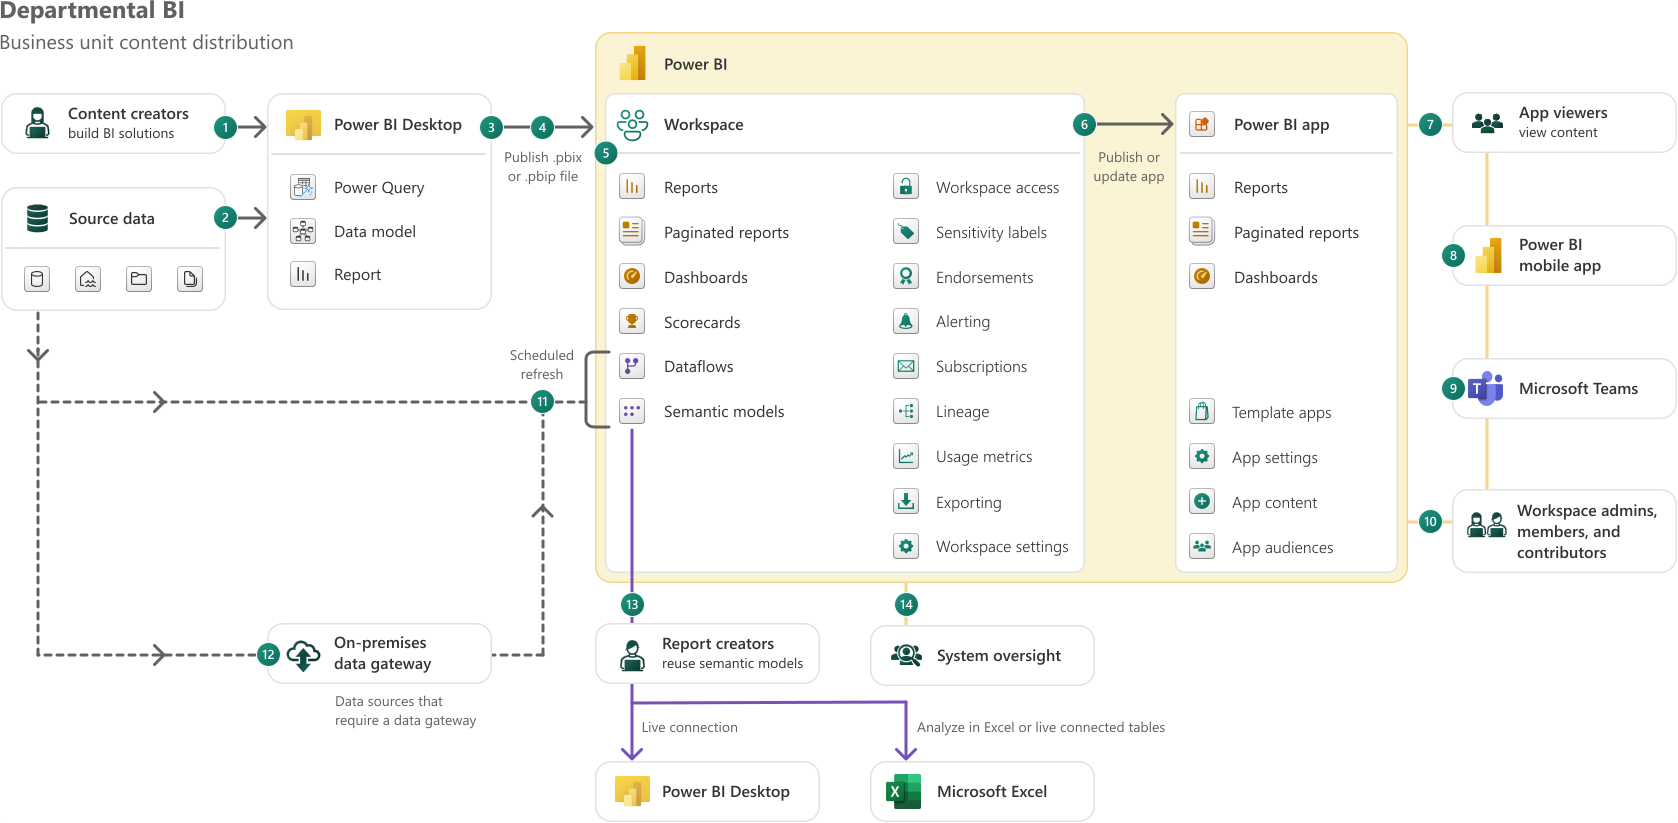 Departmental BI
Business unit content distribution
Power BI
Content creators
build BI solutions
1
Source data
2
Power BI Desktop
Power Query
Data model
Report
3
4
Publish .pbix
or .pbip file
5
Workspace
Reports
Paginated reports
Dashboards
Scorecards
Dataflows
Semantic models
Workspace access
Sensitivity labels
Endorsements
Alerting
Subscriptions
Lineage
Usage metrics
Exporting
Workspace settings
6
Publish or
update app
Power BI app
Reports
Paginated reports
Dashboards
Template apps
App settings
App content
App audiences
7
App viewers
view content
8
Power BI
mobile app
9
T
Microsoft Teams
10
Workspace admins,
members, and
contributors
Scheduled
refresh
11
12
On-premises
data gateway
Data sources that
require a data gateway
13
Report creators
reuse semantic models
14
System oversight
Live connection
Analyze in Excel or live connected tables
Power BI Desktop
X
Microsoft Excel